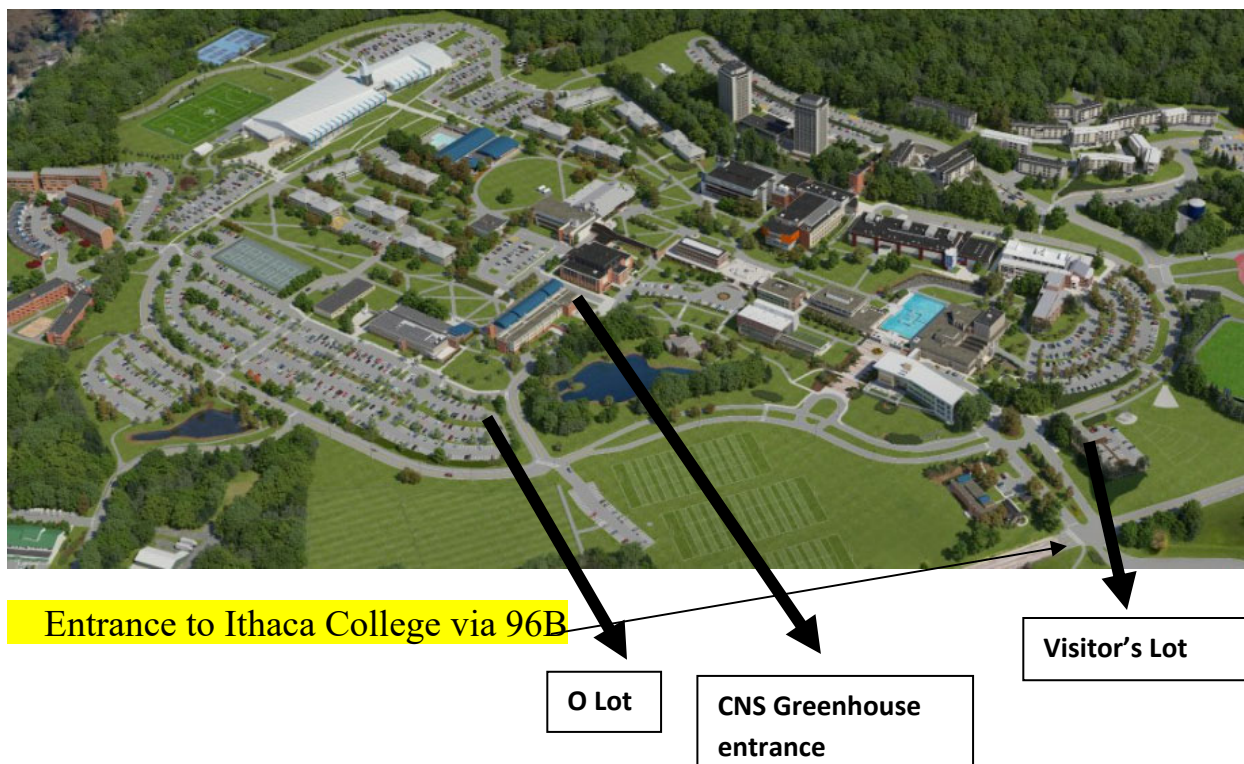 Entrance to Ithaca College via 96B
O Lot
CNS Greenhouse
entrance
Visitor’s Lot